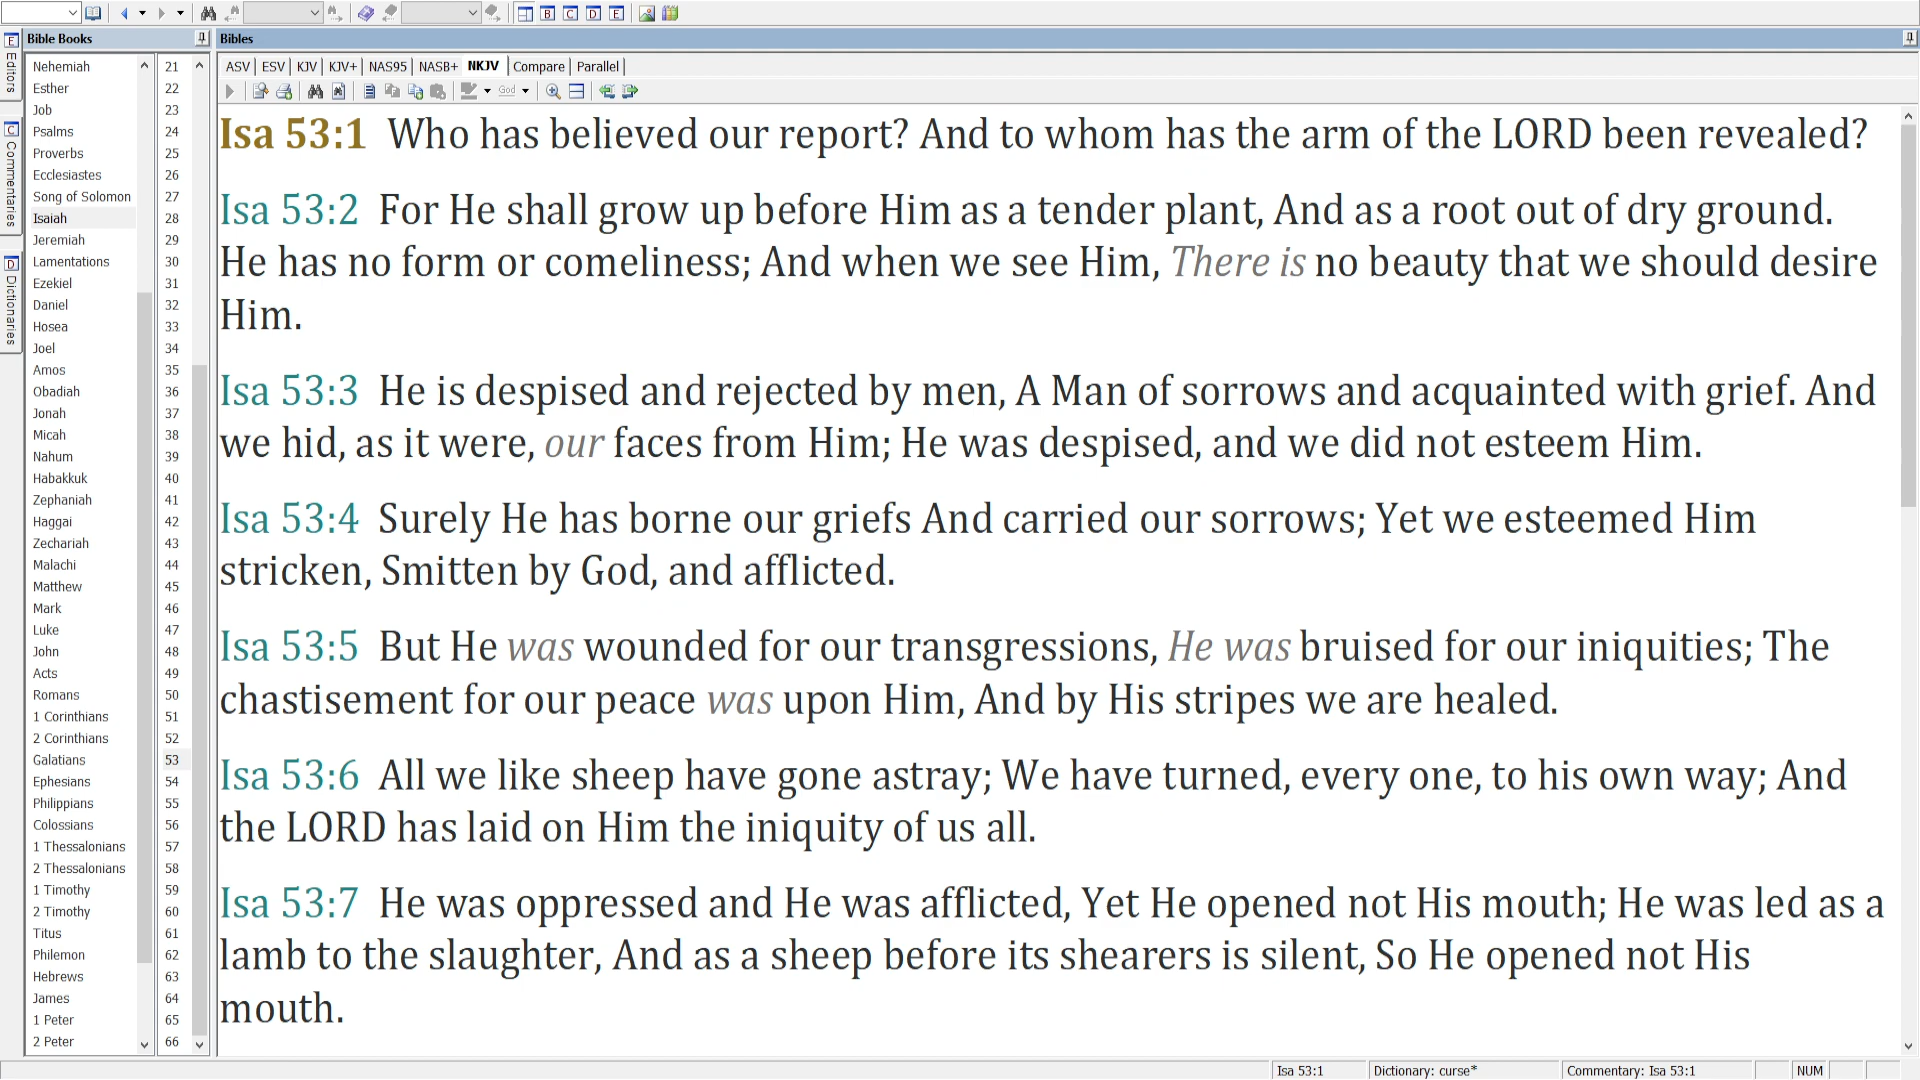 Bible Books
Bibles
E Editors
C Commentaries
D Dictionaries
B C D E
ASV ESV KJV KJV+ NAS95 NASB+ NKJV Compare Parallel
God
Nehemiah 21
Esther 22
Job 23
Psalms 24
Proverbs 25
Ecclesiastes 26
Song of Solomon 27
Isaiah 28
Jeremiah 29
Lamentations 30
Ezekiel 31
Daniel 32
Hosea 33
Joel 34
Amos 35
Obadiah 36
Jonah 37
Micah 38
Nahum 39
Habakkuk 40
Zephaniah 41
Haggai 42
Zechariah 43
Malachi 44
Matthew 45
Mark 46
Luke 47
John 48
Acts 49
Romans 50
1 Corinthians 51
2 Corinthians 52
Galatians 53
Ephesians 54
Philippians 55
Colossians 56
1 Thessalonians 57
2 Thessalonians 58
1 Timothy 59
2 Timothy 60
Titus 61
Philemon 62
Hebrews 63
James 64
1 Peter 65
2 Peter 66
Isa 53:1 Who has believed our report? And to whom has the arm of the LORD been revealed?
Isa 53:2 For He shall grow up before Him as a tender plant, And as a root out of dry ground.
He has no form or comeliness; And when we see Him, There is no beauty that we should desire
Him.
Isa 53:3 He is despised and rejected by men, A Man of sorrows and acquainted with grief. And
we hid, as it were, our faces from Him; He was despised, and we did not esteem Him.
Isa 53:4 Surely He has borne our griefs And carried our sorrows; Yet we esteemed Him
stricken, Smitten by God, and afflicted.
Isa 53:5 But He was wounded for our transgressions, He was bruised for our iniquities; The
chastisement for our peace was upon Him, And by His stripes we are healed.
Isa 53:6 All we like sheep have gone astray; We have turned, every one, to his own way; And
the LORD has laid on Him the iniquity of us all.
Isa 53:7 He was oppressed and He was afflicted, Yet He opened not His mouth; He was led as a
lamb to the slaughter, And as a sheep before its shearers is silent, So He opened not His
mouth.
Isa 53:1 Dictionary: curse* Commentary: Isa 53:1 NUM